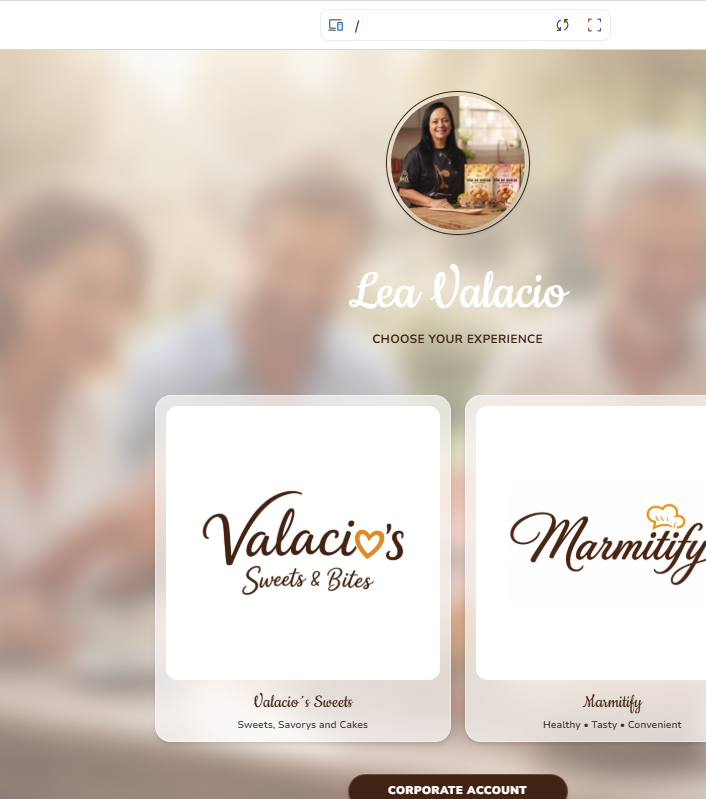 /
Lea Valacio
CHOOSE YOUR EXPERIENCE
Valacio's
Sweets & Bites
Marmitify
Valacio´s Sweets
Marmitify
Sweets, Savorys and Cakes
Healthy • Tasty • Convenient
CORPORATE ACCOUNT